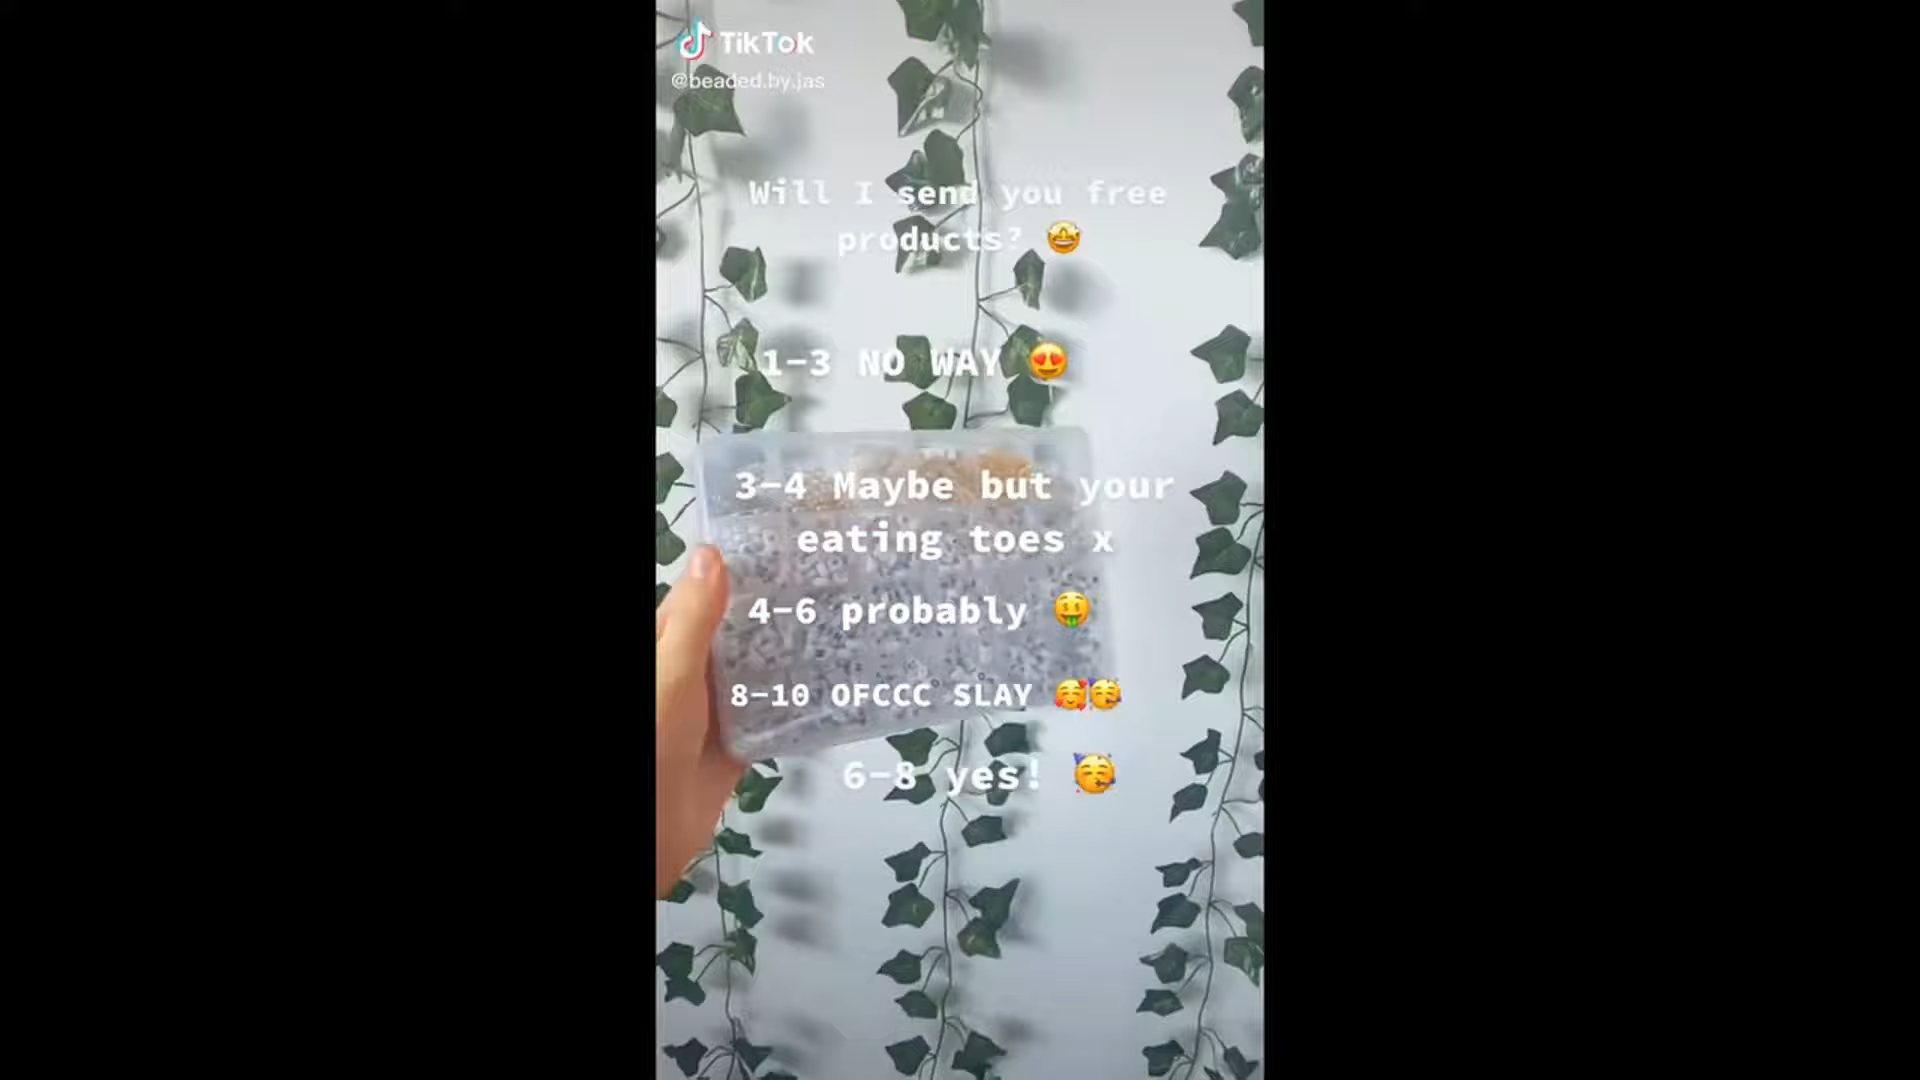 TikTok
@beaded.by.jas
Will I send you free
products? 🤩
1-3 NO WAY 😍
3-4 Maybe but your
eating toes x
4-6 probably 🤑
8-10 OFCCC SLAY 🥰🥳
6-8 yes! 🥳